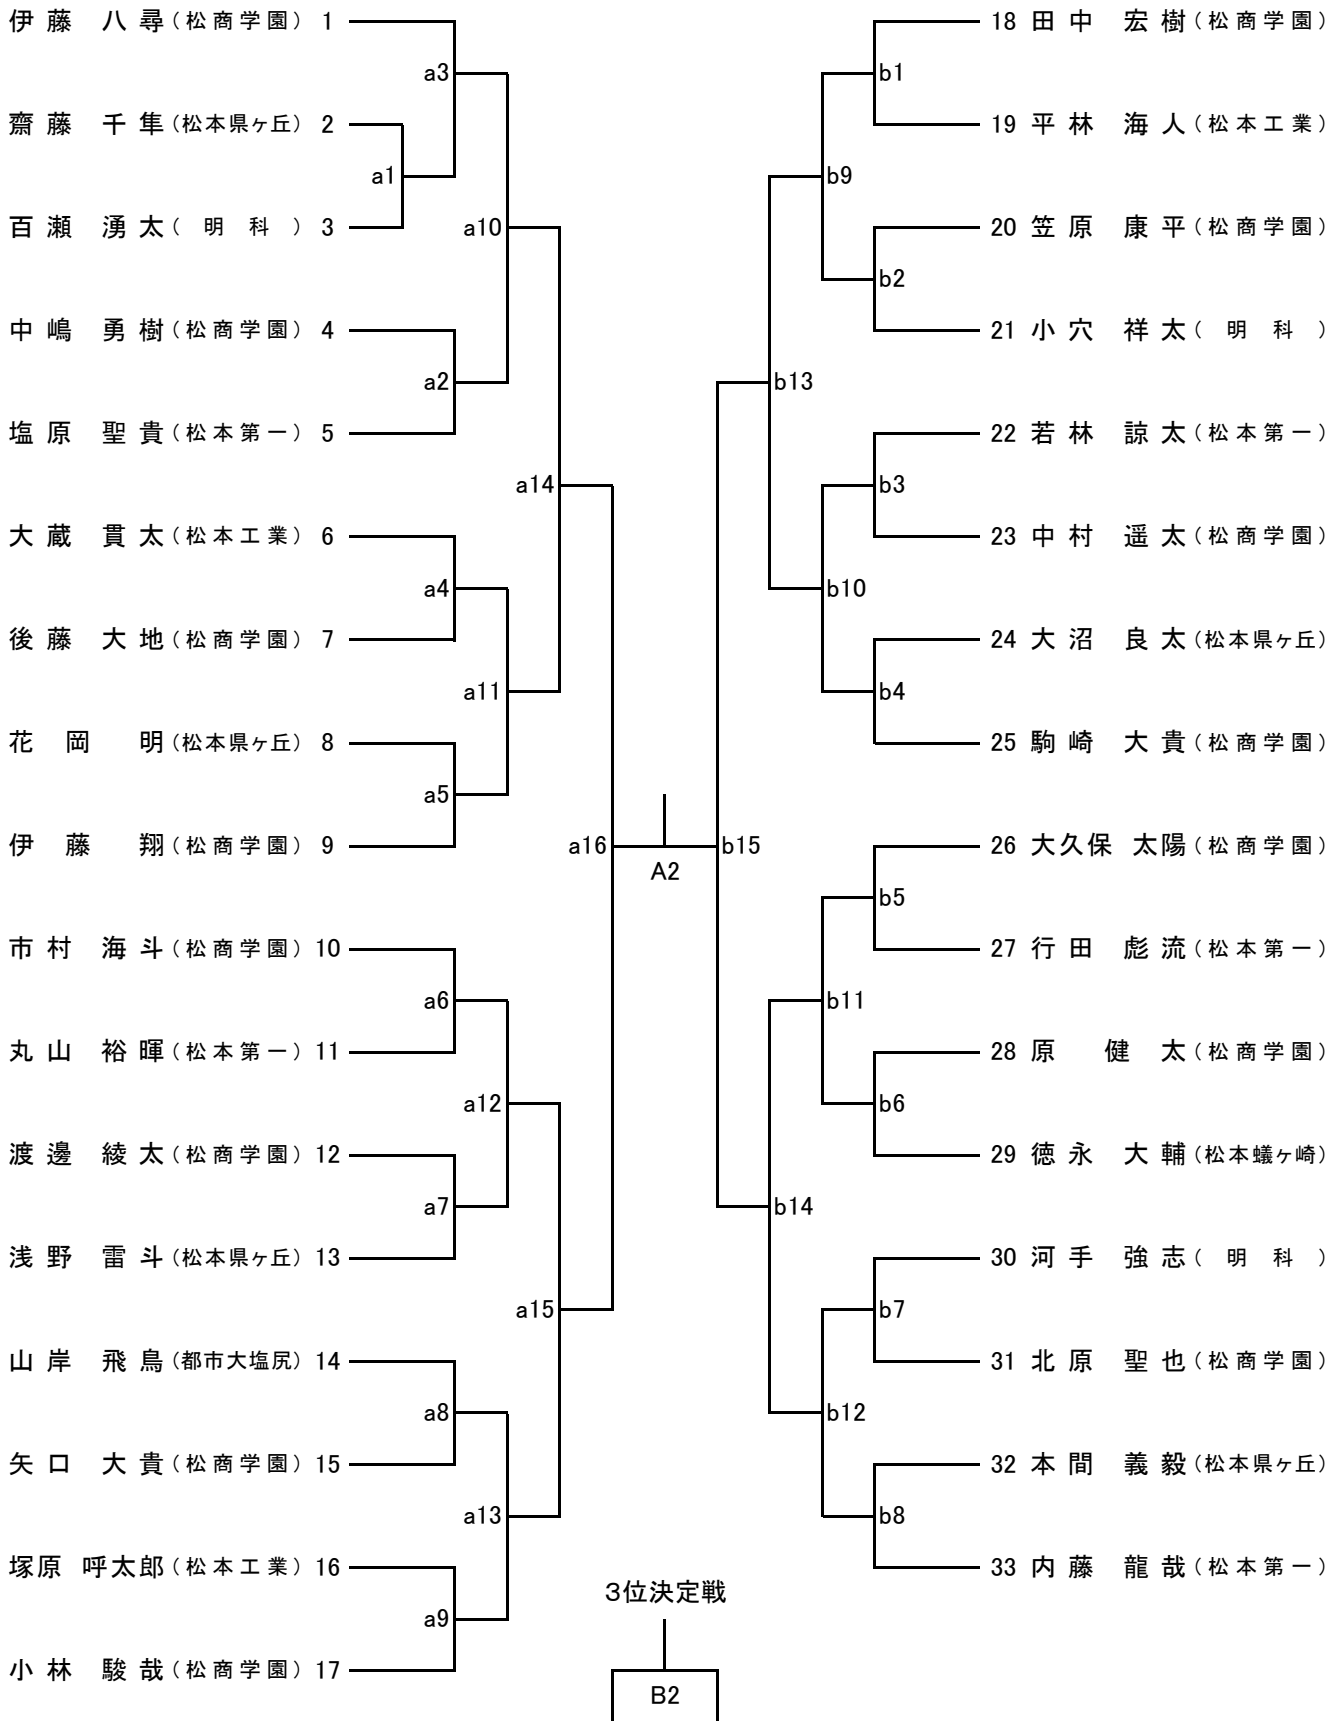 伊藤 八尋（松商学園） 1
a3
齋藤 千隼（松本県ヶ丘） 2
a1
百瀬 湧太（ 明 科 ） 3
a10
中嶋 勇樹（松商学園） 4
a2
塩原 聖貴（松本第一） 5
a14
大蔵 貫太（松本工業） 6
a4
後藤 大地（松商学園） 7
a11
花岡 明（松本県ヶ丘） 8
a5
伊藤 翔（松商学園） 9
a16
A2
市村 海斗（松商学園） 10
a6
丸山 裕暉（松本第一） 11
a12
渡邊 綾太（松商学園） 12
a7
浅野 雷斗（松本県ヶ丘） 13
a15
山岸 飛鳥（都市大塩尻） 14
a8
矢口 大貴（松商学園） 15
a13
塚原 呼太郎（松本工業） 16
a9
小林 駿哉（松商学園） 17
18 田中 宏樹（松商学園）
b1
19 平林 海人（松本工業）
b9
20 笠原 康平（松商学園）
b2
21 小穴 祥太（ 明 科 ）
b13
22 若林 諒太（松本第一）
b3
23 中村 遥太（松商学園）
b10
24 大沼 良太（松本県ヶ丘）
b4
25 駒崎 大貴（松商学園）
b15
26 大久保 太陽（松商学園）
b5
27 行田 彪流（松本第一）
b11
28 原 健太（松商学園）
b6
29 徳永 大輔（松本蟻ヶ崎）
b14
30 河手 強志（ 明 科 ）
b7
31 北原 聖也（松商学園）
b12
32 本間 義毅（松本県ヶ丘）
b8
33 内藤 龍哉（松本第一）
3位決定戦
B2